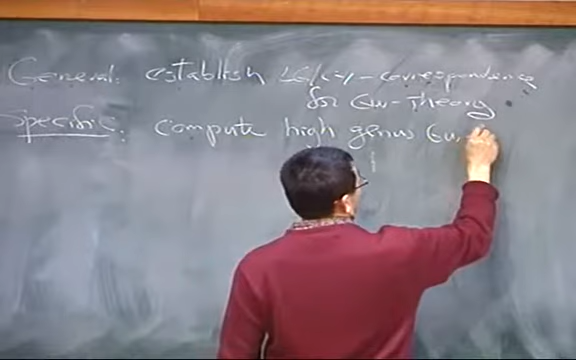 General: establish LG/CY-correspondence
for GW-Theory
Specific: compute high genus GW-